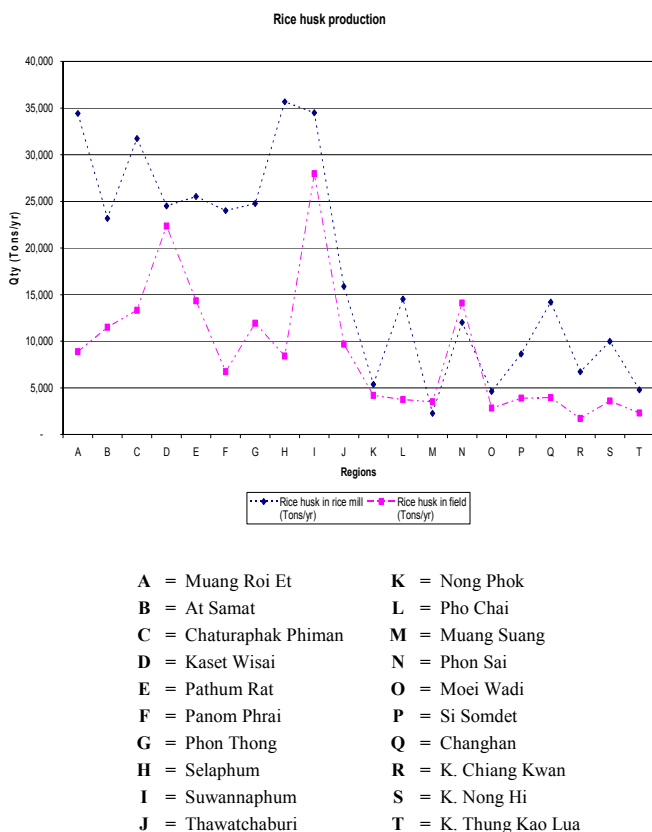 Rice husk production
40,000
35,000
30,000
25,000
20,000
15,000
10,000
5,000
-
Qty (Tons/yr)
A B C D E F G H I J K L M N O P Q R S T
Regions
Rice husk in rice mill (Tons/yr)
Rice husk in field (Tons/yr)
A = Muang Roi Et
B = At Samat
C = Chaturaphak Phiman
D = Kaset Wisai
E = Pathum Rat
F = Panom Phrai
G = Phon Thong
H = Selaphum
I = Suwannaphum
J = Thawatchaburi
K = Nong Phok
L = Pho Chai
M = Muang Suang
N = Phon Sai
O = Moei Wadi
P = Si Somdet
Q = Changhan
R = K. Chiang Kwan
S = K. Nong Hi
T = K. Thung Kao Lua